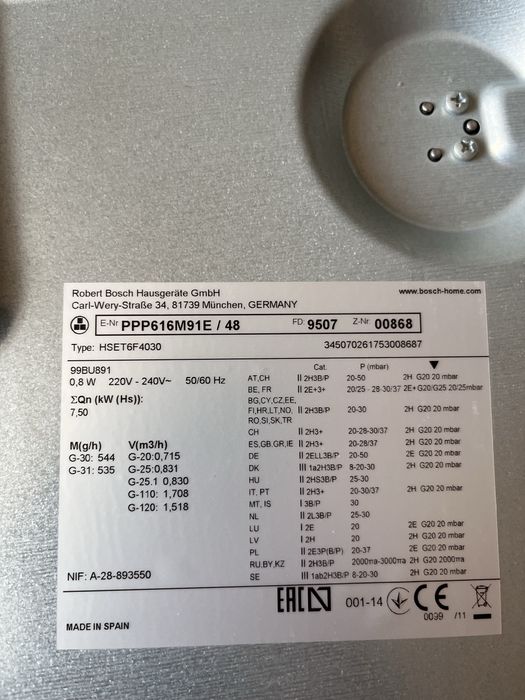 Robert Bosch Hausgeräte GmbH www.bosch-home.com
Carl-Wery-Straße 34, 81739 München, GERMANY
E-Nr PPP616M91E / 48 FD: 9507 Z-Nr 00868
Type: HSET6F4030 345070261753008687
99BU891
0,8 W 220V - 240V~ 50/60 Hz
ΣQn (kW (Hs)):
7,50
M(g/h) V(m3/h)
G-30: 544 G-20:0,715
G-31: 535 G-25:0,831
G-25.1 0,830
G-110: 1,708
G-120: 1,518
NIF: A-28-893550
Cat. P (mbar)
AT,CH II 2H3B/P 20-50 2H G20 20 mbar
BE, FR II 2E+3+ 20/25 - 28-30/37 2E+G20/G25 20/25mbar
BG,CY,CZ,EE,
FI,HR,LT,NO, II 2H3B/P 20-30 2H G20 20 mbar
RO,SI,SK,TR
CH II 2H3+ 20-28-30/37 2H G20 20 mbar
ES,GB,GR,IE II 2H3+ 20-28/37 2H G20 20 mbar
DE II 2ELL3B/P 20-50 2E G20 20 mbar
DK III 1a2H3B/P 8-20-30 2H G20 20 mbar
HU II 2HS3B/P 25-30
IT, PT II 2H3+ 20-30/37 2H G20 20 mbar
MT, IS I 3B/P 30
NL II 2L3B/P 25-30
LU I 2E 20 2E G20 20 mbar
LV I 2H 20 2H G20 20 mbar
PL II 2E3P(B/P) 20-37 2E G20 20 mbar
RU.BY.KZ II 2H3B/P 2000пa-3000пa 2H G20 2000пa
SE III 1ab2H3B/P 8-20-30 2H G20 20 mbar
EAC 001-14 CE
0099 /11
MADE IN SPAIN